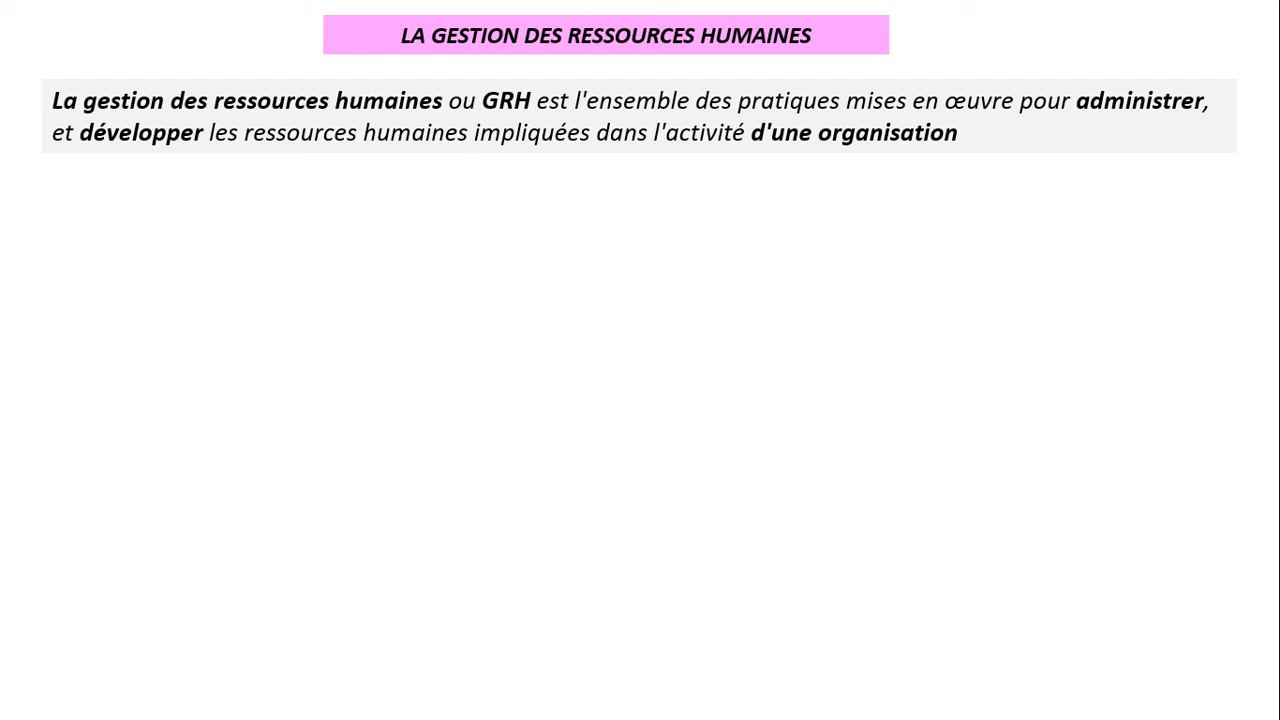 LA GESTION DES RESSOURCES HUMAINES
La gestion des ressources humaines ou GRH est l'ensemble des pratiques mises en œuvre pour administrer,
et développer les ressources humaines impliquées dans l'activité d'une organisation